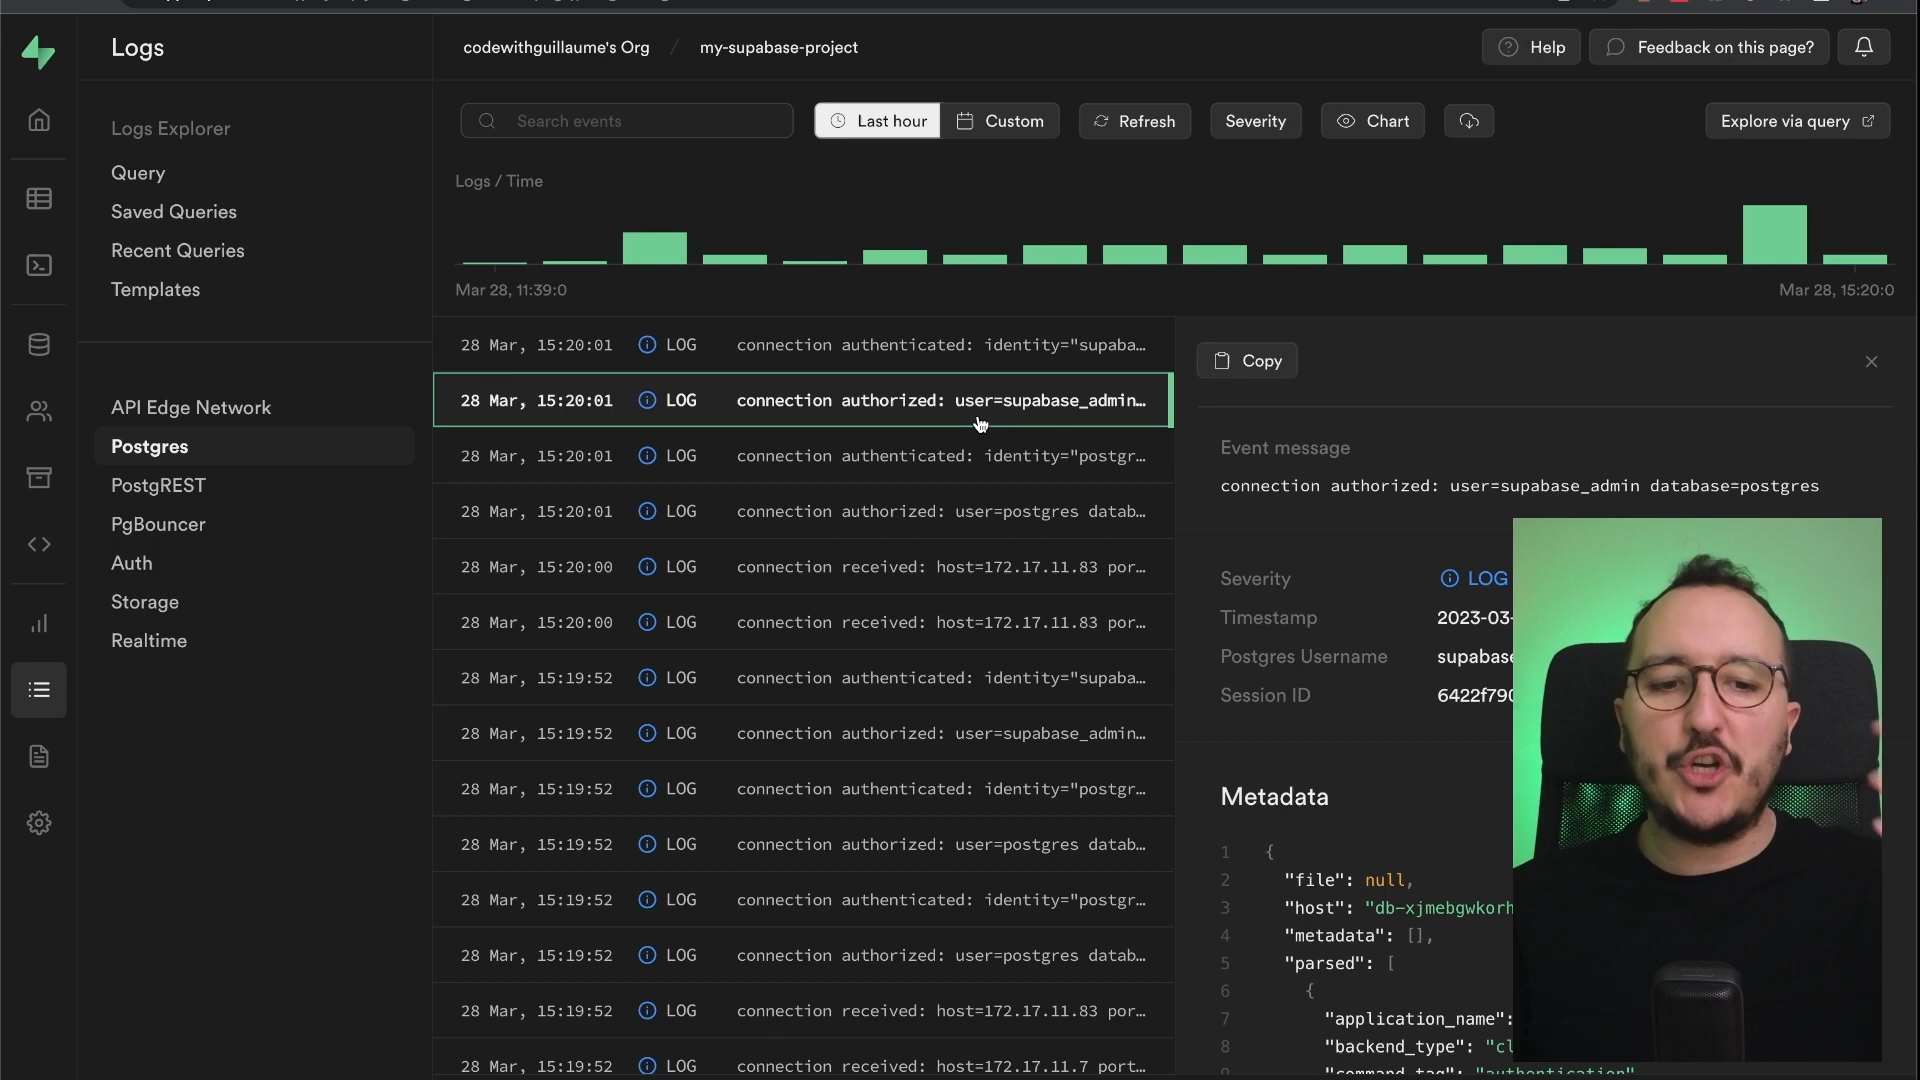 Logs
codewithguillaume's Org / my-supabase-project
Help
Feedback on this page?
Logs Explorer
Query
Saved Queries
Recent Queries
Templates
API Edge Network
Postgres
PostgREST
PgBouncer
Auth
Storage
Realtime
Search events
Last hour
Custom
Refresh
Severity
Chart
Explore via query
Logs / Time
Mar 28, 11:39:0
Mar 28, 15:20:0
28 Mar, 15:20:01 LOG connection authenticated: identity="supaba…
28 Mar, 15:20:01 LOG connection authorized: user=supabase_admin…
28 Mar, 15:20:01 LOG connection authenticated: identity="postgr…
28 Mar, 15:20:01 LOG connection authorized: user=postgres datab…
28 Mar, 15:20:00 LOG connection received: host=172.17.11.83 por…
28 Mar, 15:20:00 LOG connection received: host=172.17.11.83 por…
28 Mar, 15:19:52 LOG connection authenticated: identity="supaba…
28 Mar, 15:19:52 LOG connection authorized: user=supabase_admin…
28 Mar, 15:19:52 LOG connection authenticated: identity="postgr…
28 Mar, 15:19:52 LOG connection authorized: user=postgres datab…
28 Mar, 15:19:52 LOG connection authenticated: identity="postgr…
28 Mar, 15:19:52 LOG connection authorized: user=postgres datab…
28 Mar, 15:19:52 LOG connection received: host=172.17.11.83 por…
28 Mar, 15:19:52 LOG connection received: host=172.17.11.7 port…
Copy
Event message
connection authorized: user=supabase_admin database=postgres
Severity LOG
Timestamp 2023-03-
Postgres Username supabase
Session ID 6422f790
Metadata
1 {
2 "file": null,
3 "host": "db-xjmebgwkorh
4 "metadata": [],
5 "parsed": [
6 {
7 "application_name":
8 "backend_type": "cl
9 "command_tag": "authentication"